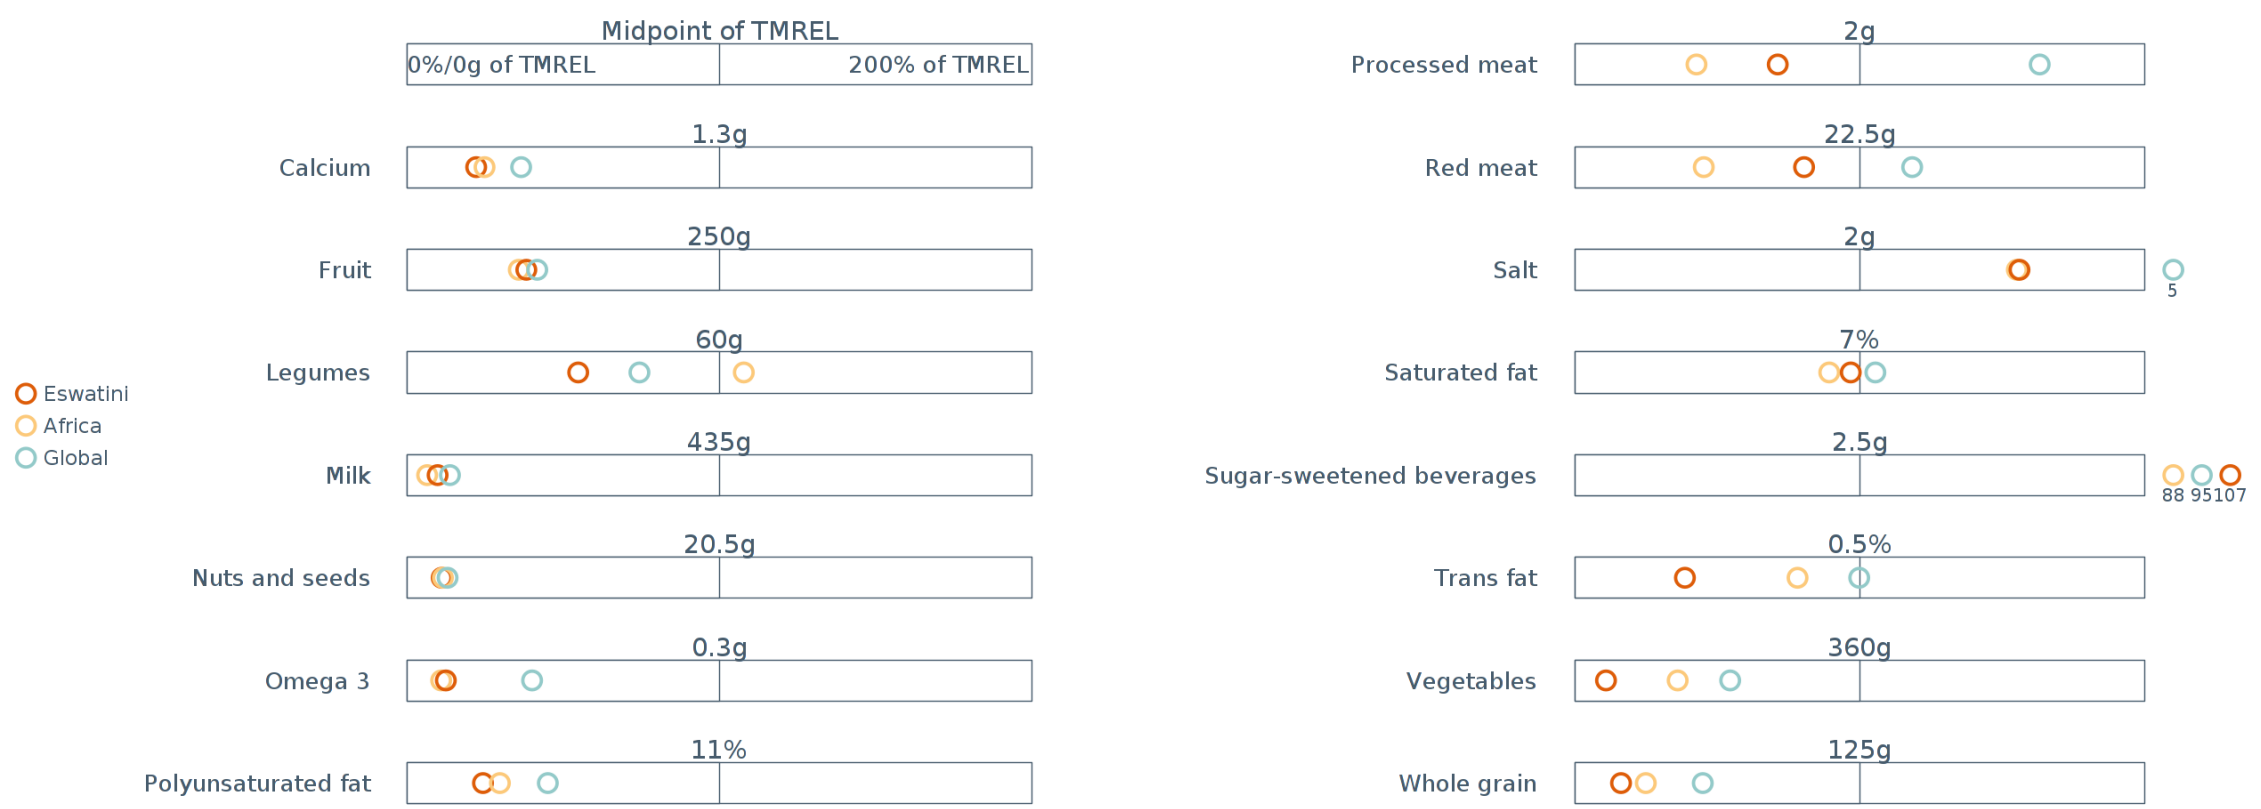 Midpoint of TMREL
0%/0g of TMREL 200% of TMREL
1.3g
Calcium
250g
Fruit
60g
Legumes
435g
Milk
20.5g
Nuts and seeds
0.3g
Omega 3
11%
Polyunsaturated fat
2g
Processed meat
22.5g
Red meat
2g
Salt
5
7%
Saturated fat
2.5g
Sugar-sweetened beverages
88 95 107
0.5%
Trans fat
360g
Vegetables
125g
Whole grain
Eswatini
Africa
Global